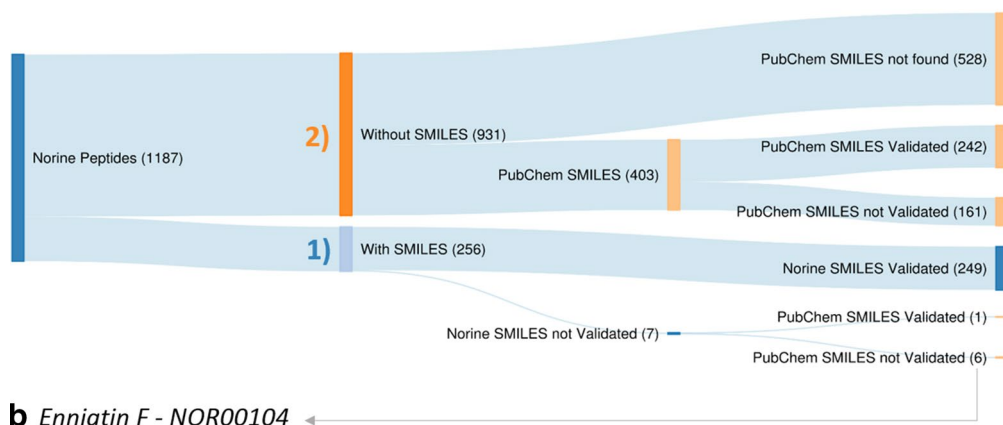 PubChem SMILES not found (528)
2)
Without SMILES (931)
PubChem SMILES Validated (242)
Norine Peptides (1187)
PubChem SMILES (403)
PubChem SMILES not Validated (161)
1)
With SMILES (256)
Norine SMILES Validated (249)
PubChem SMILES Validated (1)
Norine SMILES not Validated (7)
PubChem SMILES not Validated (6)
b Enniatin F - NOR00104